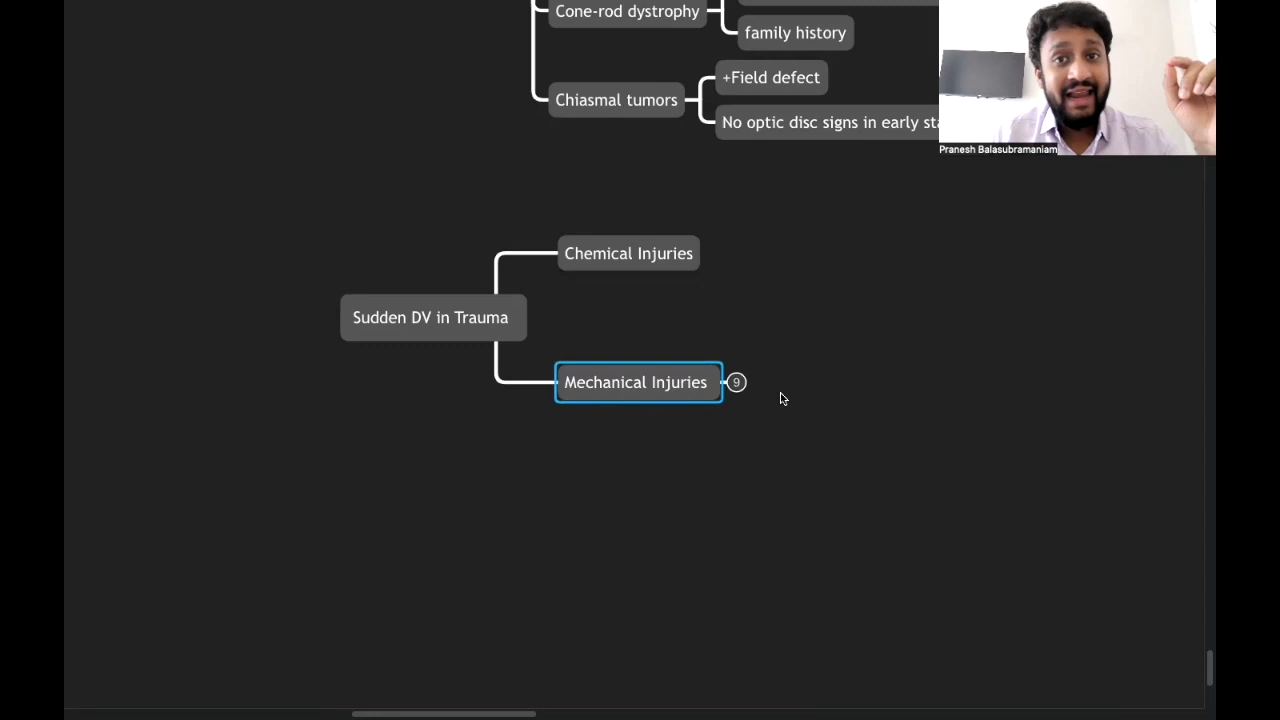 Cone-rod dystrophy
family history
+Field defect
Chiasmal tumors
No optic disc signs in early
Pranesh Balasubramaniam
Chemical Injuries
Sudden DV in Trauma
Mechanical Injuries
9